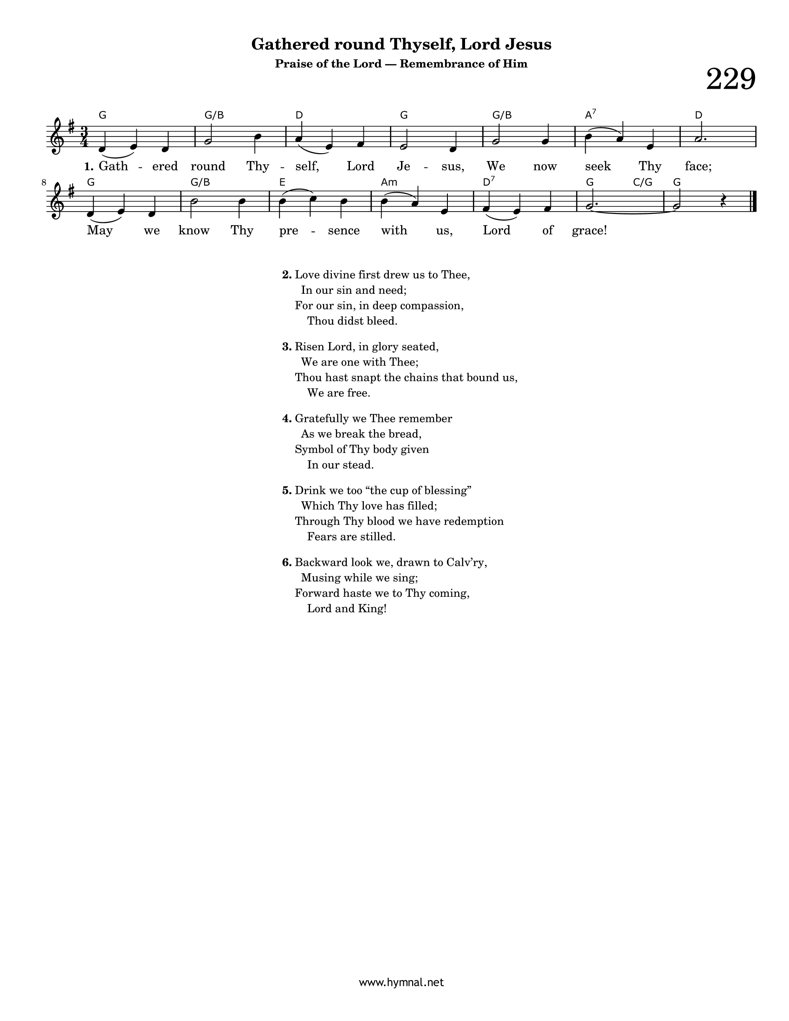 Gathered round Thyself, Lord Jesus
Praise of the Lord — Remembrance of Him
229
G G/B D G G/B A7 D
1. Gath - ered round Thy - self, Lord Je - sus, We now seek Thy face;
8 G G/B E Am D7 G C/G G
May we know Thy pre - sence with us, Lord of grace!
2. Love divine first drew us to Thee,
In our sin and need;
For our sin, in deep compassion,
Thou didst bleed.
3. Risen Lord, in glory seated,
We are one with Thee;
Thou hast snapt the chains that bound us,
We are free.
4. Gratefully we Thee remember
As we break the bread,
Symbol of Thy body given
In our stead.
5. Drink we too “the cup of blessing”
Which Thy love has filled;
Through Thy blood we have redemption
Fears are stilled.
6. Backward look we, drawn to Calv’ry,
Musing while we sing;
Forward haste we to Thy coming,
Lord and King!
www.hymnal.net